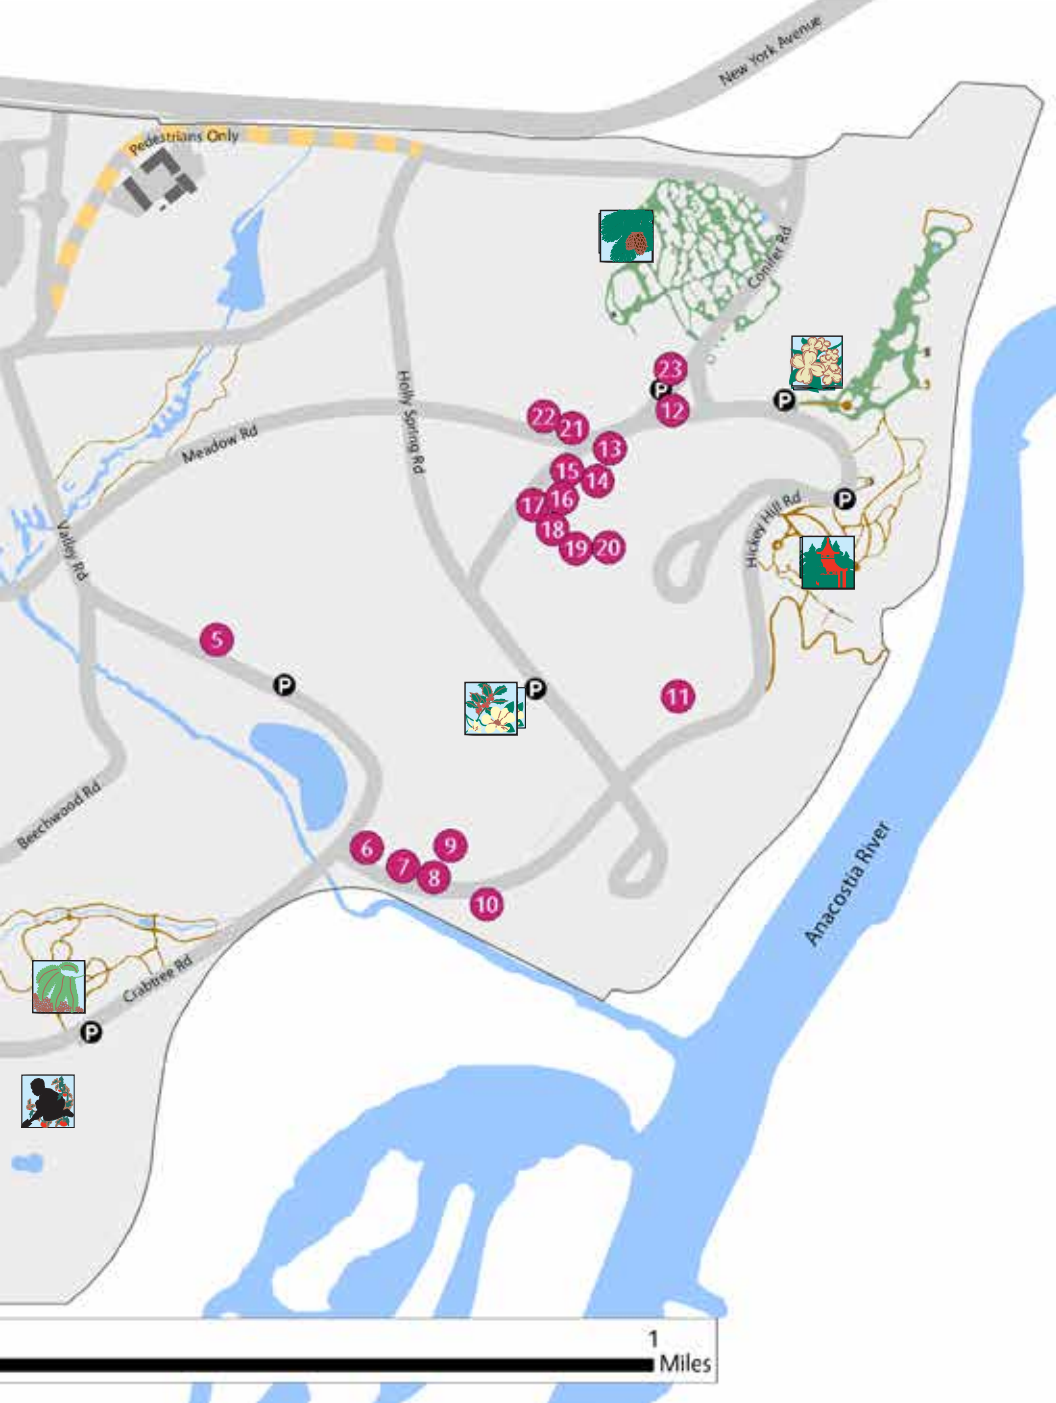 New York Avenue
Pedestrians Only
Conifer Rd
23
P
12
P
22
21
13
Holly Spring Rd
Meadow Rd
15
14
16
17
18
19
20
P
Hickey Hill Rd
Valley Rd
5
P
P
11
Beechwood Rd
6
9
7
8
10
Anacostia River
Crabtree Rd
P
1
Miles